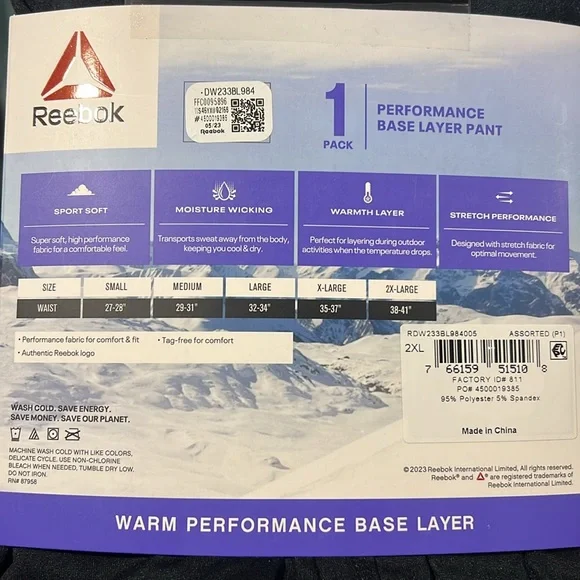 Reebok
·DW233BL984
FFC0095896
PO# 4500019385
05/23
Reebok
1
PACK
PERFORMANCE
BASE LAYER PANT
SPORT SOFT
Super soft, high performance
fabric for a comfortable feel.
MOISTURE WICKING
Transports sweat away from the body,
keeping you cool & dry.
WARMTH LAYER
Perfect for layering during outdoor
activities when the temperature drops.
STRETCH PERFORMANCE
Designed with stretch fabric for
optimal movement.
SIZE SMALL MEDIUM LARGE X-LARGE 2X-LARGE
WAIST 27-28" 29-31" 32-34" 35-37" 38-41"
• Performance fabric for comfort & fit • Tag-free for comfort
• Authentic Reebok logo
RDW233BL984005 ASSORTED (P1)
2XL
7 66159 51510 8
FACTORY ID# 811
PO# 4500019385
95% Polyester 5% Spandex
Made in China
WASH COLD. SAVE ENERGY.
SAVE MONEY. SAVE OUR PLANET.
MACHINE WASH COLD WITH LIKE COLORS,
DELICATE CYCLE. USE NON-CHLORINE
BLEACH WHEN NEEDED, TUMBLE DRY LOW.
DO NOT IRON.
RN# 87958
©2023 Reebok International Limited, All rights reserved.
Reebok® and ® are registered trademarks of
Reebok International Limited.
WARM PERFORMANCE BASE LAYER